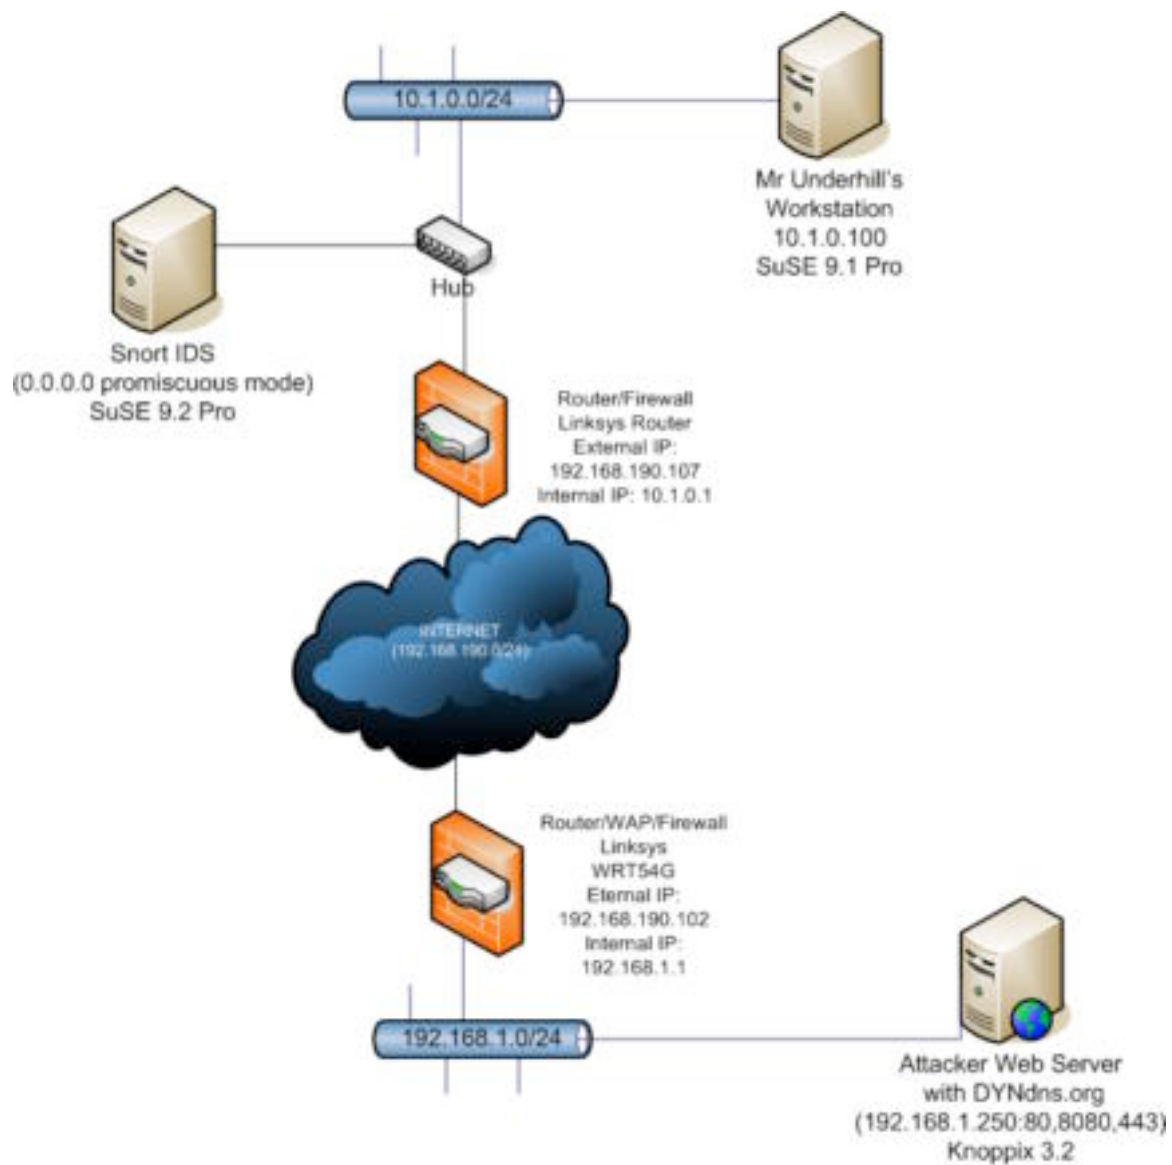 10.1.0.0/24
Mr Underhill's
Workstation
10.1.0.100
SuSE 9.1 Pro
Hub
Snort IDS
(0.0.0.0 promiscuous mode)
SuSE 9.2 Pro
Router/Firewall
Linksys Router
External IP:
192.168.190.107
Internal IP: 10.1.0.1
INTERNET
(192.168.190.0/24)
Router/WAP/Firewall
Linksys
WRT54G
Eternal IP:
192.168.190.102
Internal IP:
192.168.1.1
192.168.1.0/24
Attacker Web Server
with DYNdns.org
(192.168.1.250:80,8080,443)
Knoppix 3.2